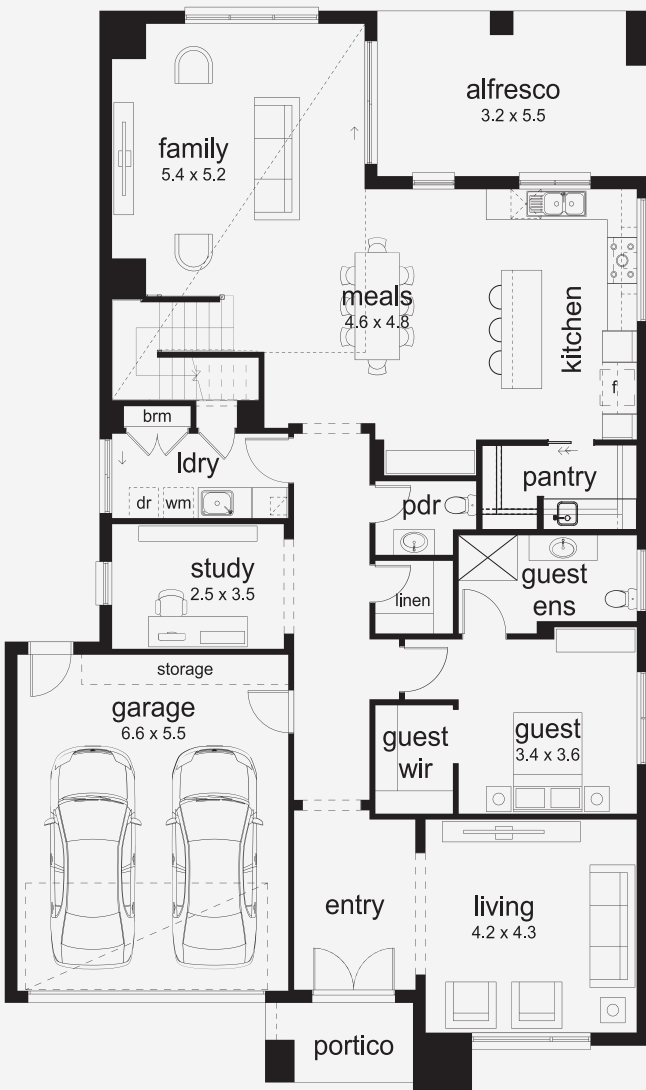 alfresco
3.2 x 5.5
family
5.4 x 5.2
meals
4.6 x 4.8
kitchen
f
brm
ldry
dr
wm
pantry
pdr
study
2.5 x 3.5
linen
guest
ens
storage
garage
6.6 x 5.5
guest
wir
guest
3.4 x 3.6
entry
living
4.2 x 4.3
portico